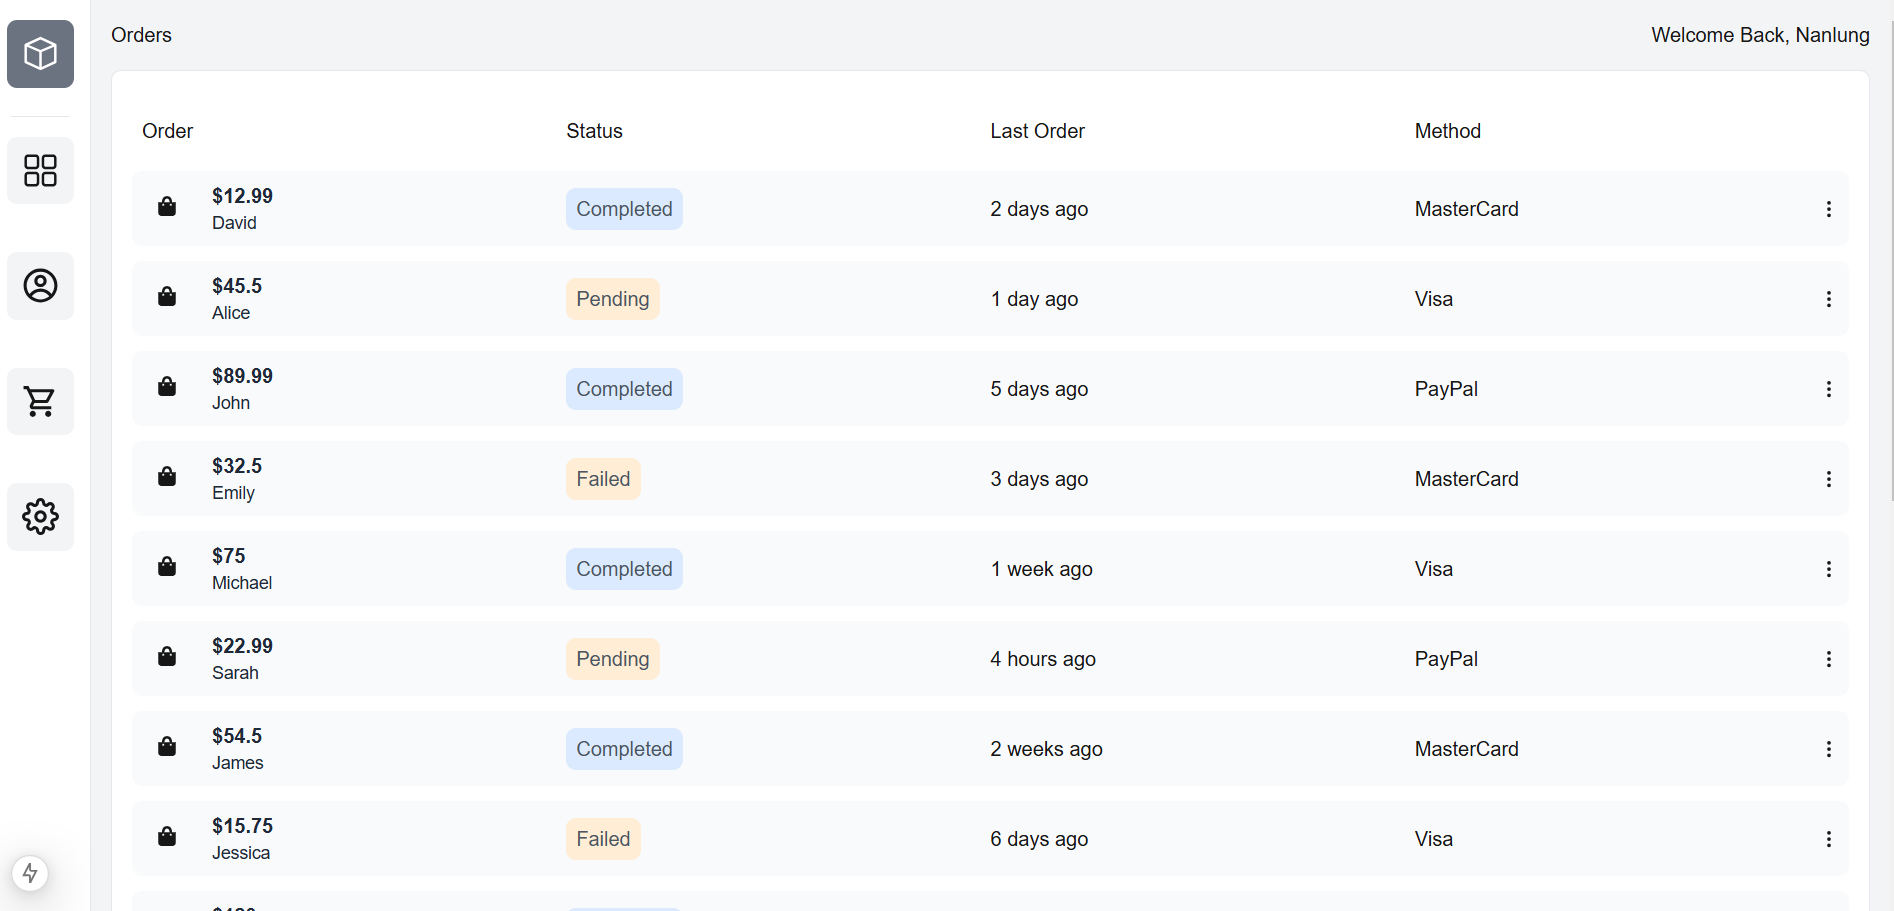 Orders
Welcome Back, Nanlung
Order Status Last Order Method
$12.99
David
Completed
2 days ago
MasterCard
$45.5
Alice
Pending
1 day ago
Visa
$89.99
John
Completed
5 days ago
PayPal
$32.5
Emily
Failed
3 days ago
MasterCard
$75
Michael
Completed
1 week ago
Visa
$22.99
Sarah
Pending
4 hours ago
PayPal
$54.5
James
Completed
2 weeks ago
MasterCard
$15.75
Jessica
Failed
6 days ago
Visa